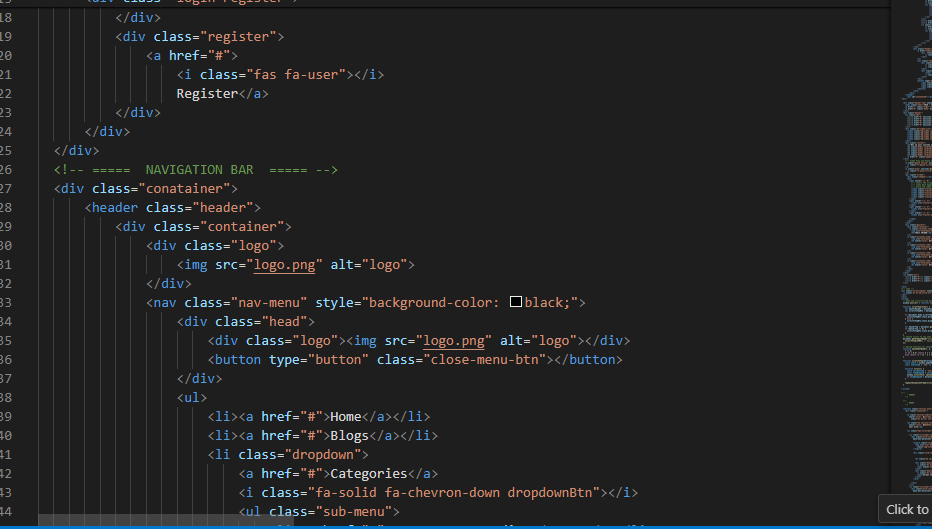 18 </div>
19 <div class="register">
20 <a href="#">
21 <i class="fas fa-user"></i>
22 Register</a>
23 </div>
24 </div>
25 </div>
26 <!-- ===== NAVIGATION BAR ===== -->
27 <div class="conatainer">
28 <header class="header">
29 <div class="container">
30 <div class="logo">
31 <img src="logo.png" alt="logo">
32 </div>
33 <nav class="nav-menu" style="background-color: black;">
34 <div class="head">
35 <div class="logo"><img src="logo.png" alt="logo"></div>
36 <button type="button" class="close-menu-btn"></button>
37 </div>
38 <ul>
39 <li><a href="#">Home</a></li>
40 <li><a href="#">Blogs</a></li>
41 <li class="dropdown">
42 <a href="#">Categories</a>
43 <i class="fa-solid fa-chevron-down dropdownBtn"></i>
44 <ul class="sub-menu">
Click to